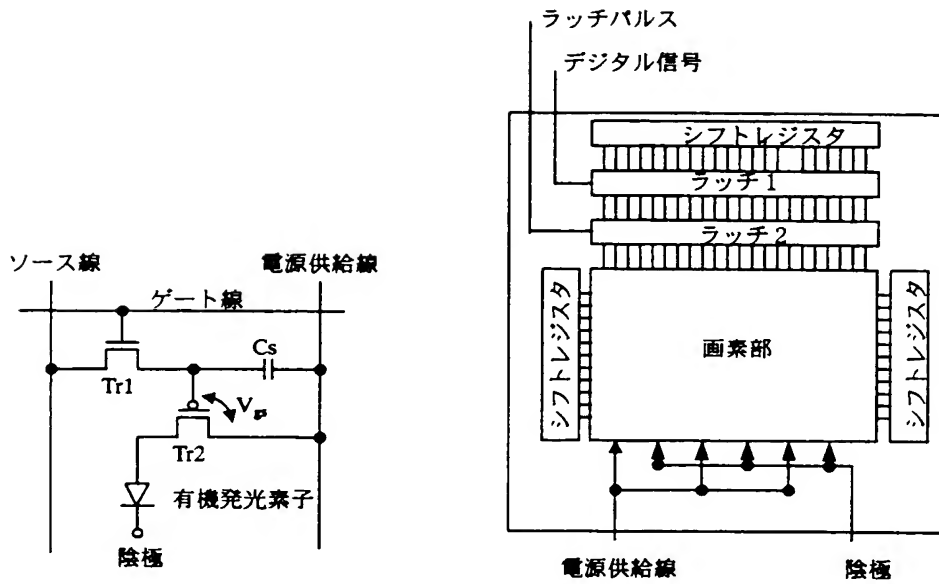 ソース線
電源供給線
ゲート線
Cs
Tr1
Vgs
Tr2
有機発光素子
陰極
ラッチパルス
デジタル信号
シフトレジスタ
ラッチ1
ラッチ2
シフトレジスタ
画素部
シフトレジスタ
電源供給線
陰極